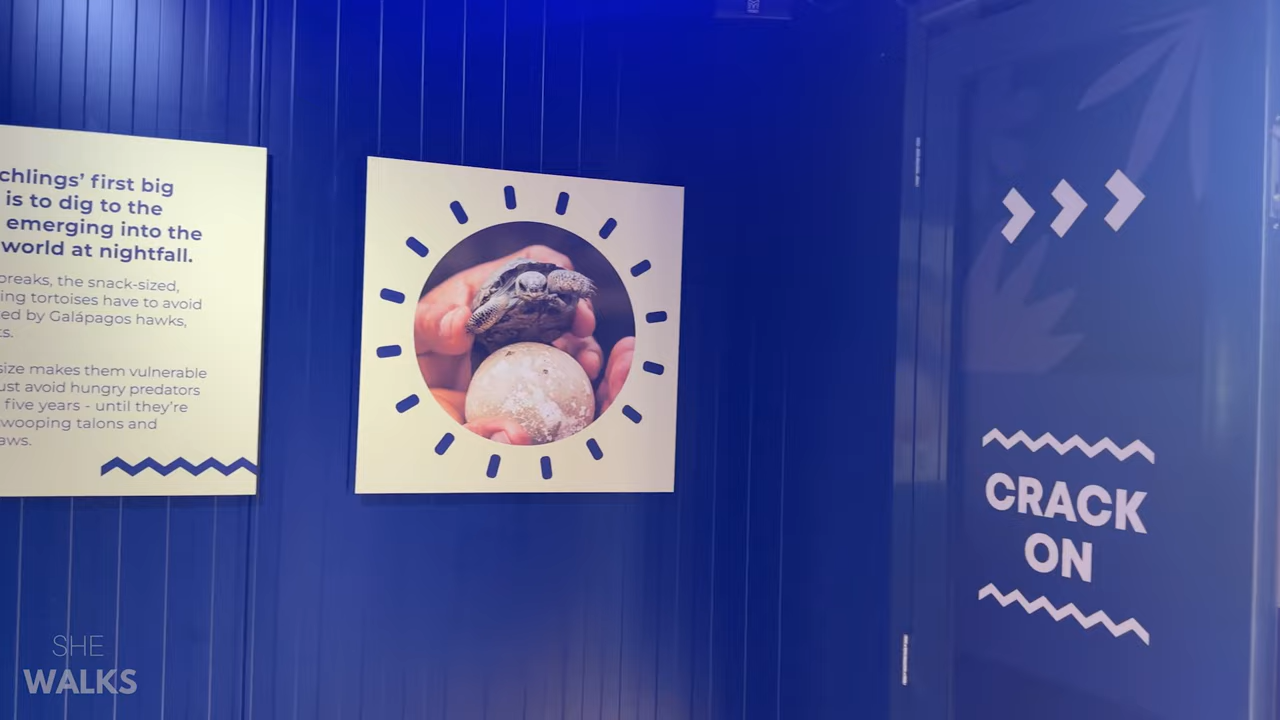 chlings' first big
is to dig to the
emerging into the
world at nightfall.
breaks, the snack-sized,
ing tortoises have to avoid
ed by Galápagos hawks,
ts.
size makes them vulnerable
ust avoid hungry predators
five years - until they're
wooping talons and
aws.
CRACK
ON
SHE
WALKS